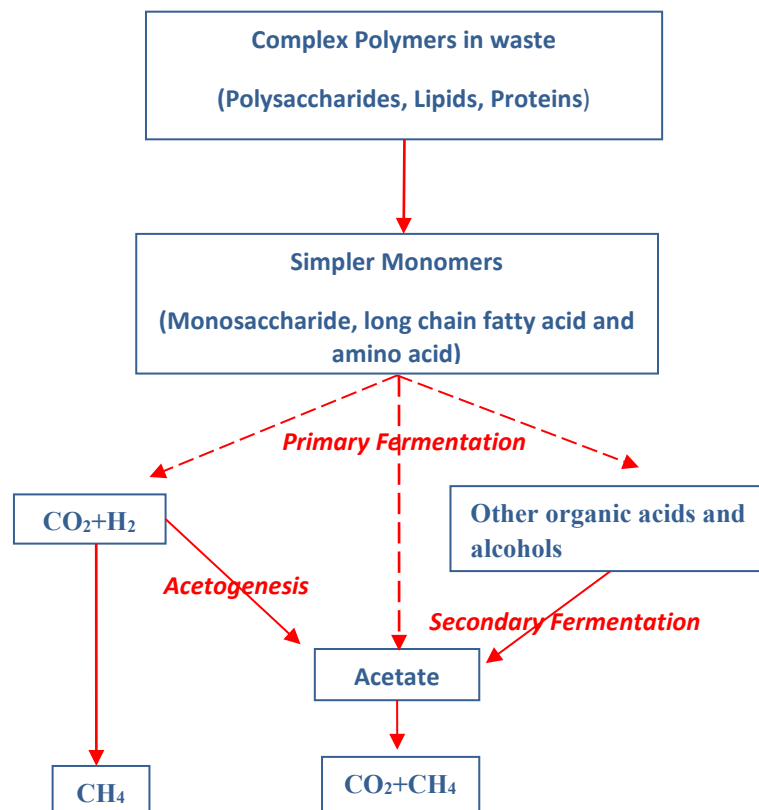 Complex Polymers in waste
(Polysaccharides, Lipids, Proteins)
Simpler Monomers
(Monosaccharide, long chain fatty acid and
amino acid)
Primary Fermentation
CO₂+H₂
Other organic acids and
alcohols
Acetogenesis
Secondary Fermentation
Acetate
CH₄
CO₂+CH₄